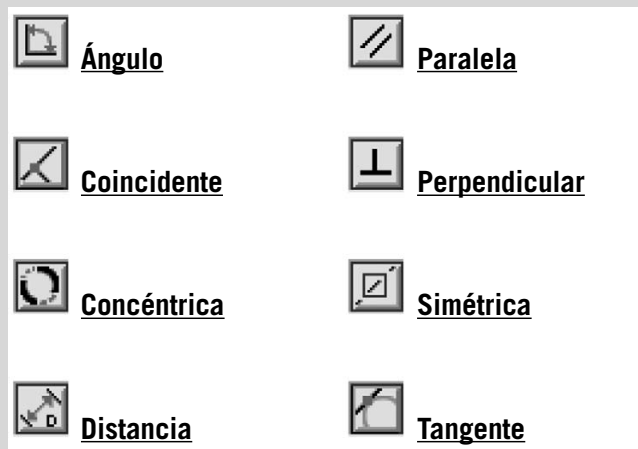 Ángulo
Paralela
Coincidente
Perpendicular
Concéntrica
Simétrica
D
Distancia
Tangente